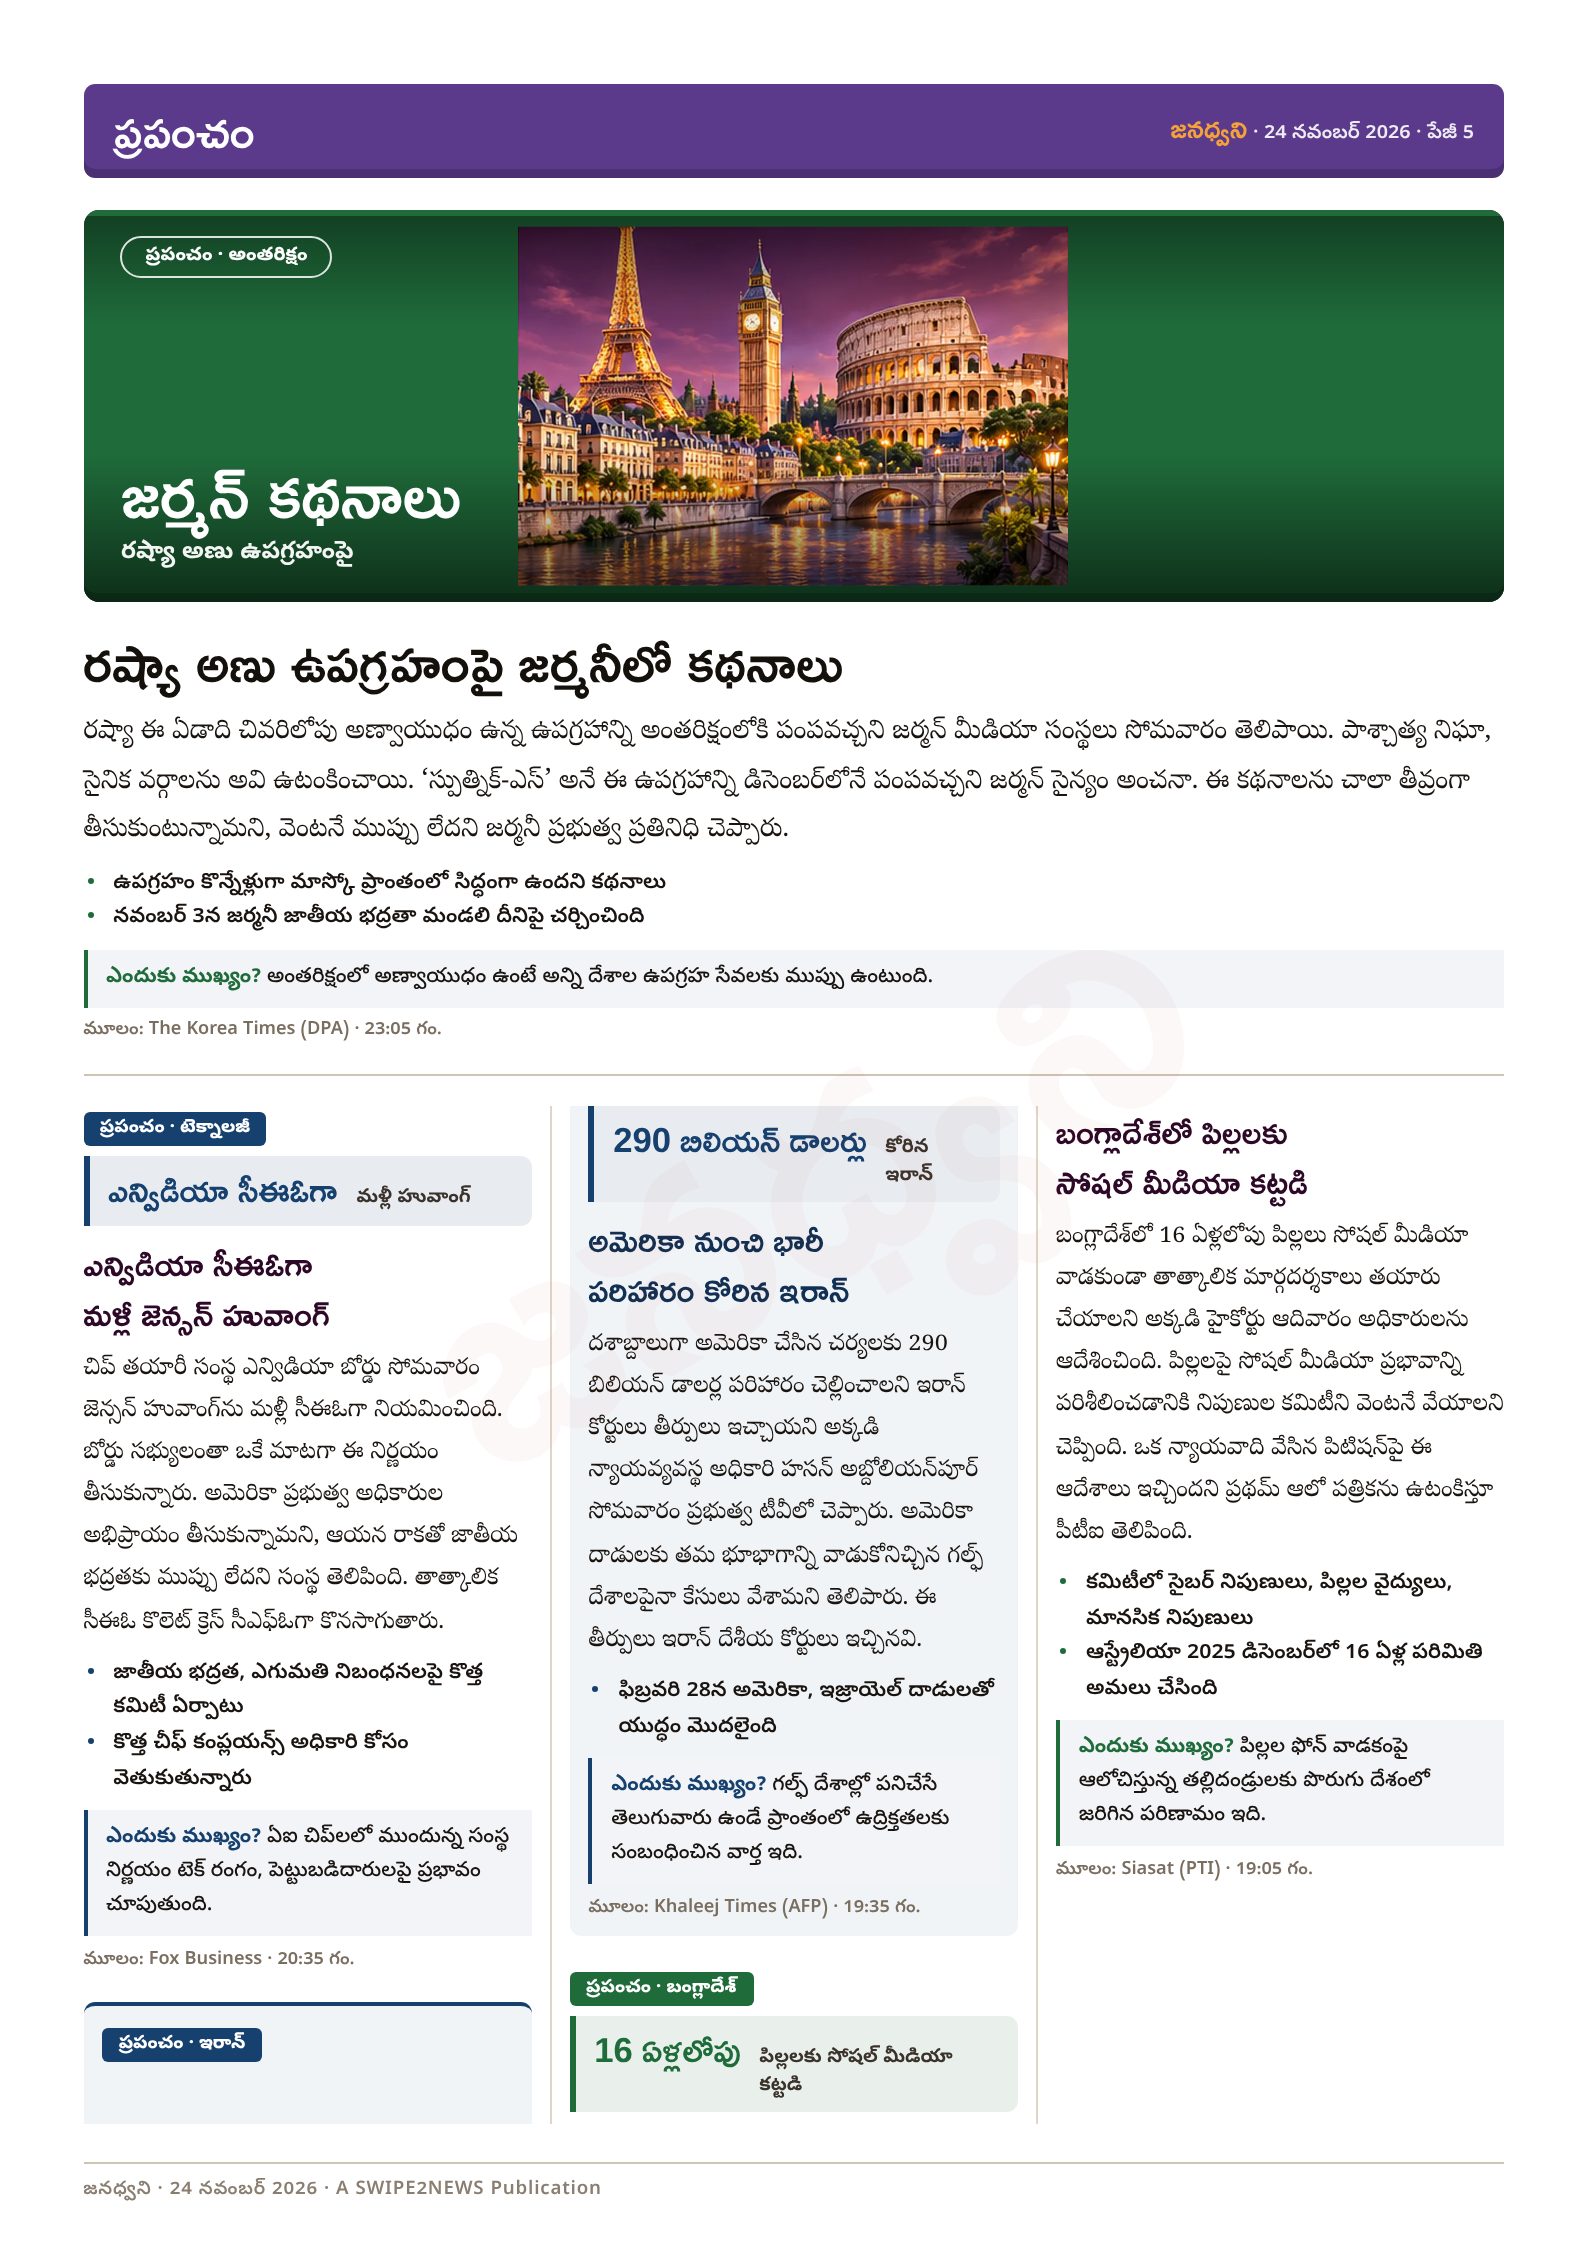 ప్రపంచం
జనధ్వని · 24 నవంబర్ 2026 · పేజీ 5
ప్రపంచం · అంతరిక్షం
జర్మన్ కథనాలు
రష్యా అణు ఉపగ్రహంపై
రష్యా అణు ఉపగ్రహంపై జర్మనీలో కథనాలు
రష్యా ఈ ఏడాది చివరిలోపు అణ్వాయుధం ఉన్న ఉపగ్రహాన్ని అంతరిక్షంలోకి పంపవచ్చని జర్మన్ మీడియా సంస్థలు సోమవారం తెలిపాయి. పాశ్చాత్య నిఘా,
సైనిక వర్గాలను అవి ఉటంకించాయి. ‘స్పుత్నిక్-ఎస్’ అనే ఈ ఉపగ్రహాన్ని డిసెంబర్‌లోనే పంపవచ్చని జర్మన్ సైన్యం అంచనా. ఈ కథనాలను చాలా తీవ్రంగా
తీసుకుంటున్నామని, వెంటనే ముప్పు లేదని జర్మనీ ప్రభుత్వ ప్రతినిధి చెప్పారు.
• ఉపగ్రహం కొన్నేళ్లుగా మాస్కో ప్రాంతంలో సిద్ధంగా ఉందని కథనాలు
• నవంబర్ 3న జర్మనీ జాతీయ భద్రతా మండలి దీనిపై చర్చించింది
ఎందుకు ముఖ్యం? అంతరిక్షంలో అణ్వాయుధం ఉంటే అన్ని దేశాల ఉపగ్రహ సేవలకు ముప్పు ఉంటుంది.
మూలం: The Korea Times (DPA) · 23:05 గం.
ప్రపంచం · టెక్నాలజీ
ఎన్విడియా సీఈఓగా మళ్లీ హువాంగ్
ఎన్విడియా సీఈఓగా
మళ్లీ జెన్సన్ హువాంగ్
చిప్ తయారీ సంస్థ ఎన్విడియా బోర్డు సోమవారం
జెన్సన్ హువాంగ్‌ను మళ్లీ సీఈఓగా నియమించింది.
బోర్డు సభ్యులంతా ఒకే మాటగా ఈ నిర్ణయం
తీసుకున్నారు. అమెరికా ప్రభుత్వ అధికారుల
అభిప్రాయం తీసుకున్నామని, ఆయన రాకతో జాతీయ
భద్రతకు ముప్పు లేదని సంస్థ తెలిపింది. తాత్కాలిక
సీఈఓ కొలెట్ క్రెస్ సీఎఫ్ఓగా కొనసాగుతారు.
• జాతీయ భద్రత, ఎగుమతి నిబంధనలపై కొత్త
కమిటీ ఏర్పాటు
• కొత్త చీఫ్ కంప్లయన్స్ అధికారి కోసం
వెతుకుతున్నారు
ఎందుకు ముఖ్యం? ఏఐ చిప్‌లలో ముందున్న సంస్థ
నిర్ణయం టెక్ రంగం, పెట్టుబడిదారులపై ప్రభావం
చూపుతుంది.
మూలం: Fox Business · 20:35 గం.
ప్రపంచం · ఇరాన్
290 బిలియన్ డాలర్లు కోరిన
ఇరాన్
అమెరికా నుంచి భారీ
పరిహారం కోరిన ఇరాన్
దశాబ్దాలుగా అమెరికా చేసిన చర్యలకు 290
బిలియన్ డాలర్ల పరిహారం చెల్లించాలని ఇరాన్
కోర్టులు తీర్పులు ఇచ్చాయని అక్కడి
న్యాయవ్యవస్థ అధికారి హసన్ అబ్దోలియన్‌పూర్
సోమవారం ప్రభుత్వ టీవీలో చెప్పారు. అమెరికా
దాడులకు తమ భూభాగాన్ని వాడుకోనిచ్చిన గల్ఫ్
దేశాలపైనా కేసులు వేశామని తెలిపారు. ఈ
తీర్పులు ఇరాన్ దేశీయ కోర్టులు ఇచ్చినవి.
• ఫిబ్రవరి 28న అమెరికా, ఇజ్రాయెల్ దాడులతో
యుద్ధం మొదలైంది
ఎందుకు ముఖ్యం? గల్ఫ్ దేశాల్లో పనిచేసే
తెలుగువారు ఉండే ప్రాంతంలో ఉద్రిక్తతలకు
సంబంధించిన వార్త ఇది.
మూలం: Khaleej Times (AFP) · 19:35 గం.
ప్రపంచం · బంగ్లాదేశ్
16 ఏళ్లలోపు పిల్లలకు సోషల్ మీడియా
కట్టడి
బంగ్లాదేశ్‌లో పిల్లలకు
సోషల్ మీడియా కట్టడి
బంగ్లాదేశ్‌లో 16 ఏళ్లలోపు పిల్లలు సోషల్ మీడియా
వాడకుండా తాత్కాలిక మార్గదర్శకాలు తయారు
చేయాలని అక్కడి హైకోర్టు ఆదివారం అధికారులను
ఆదేశించింది. పిల్లలపై సోషల్ మీడియా ప్రభావాన్ని
పరిశీలించడానికి నిపుణుల కమిటీని వెంటనే వేయాలని
చెప్పింది. ఒక న్యాయవాది వేసిన పిటిషన్‌పై ఈ
ఆదేశాలు ఇచ్చిందని ప్రథమ్ ఆలో పత్రికను ఉటంకిస్తూ
పీటీఐ తెలిపింది.
• కమిటీలో సైబర్ నిపుణులు, పిల్లల వైద్యులు,
మానసిక నిపుణులు
• ఆస్ట్రేలియా 2025 డిసెంబర్‌లో 16 ఏళ్ల పరిమితి
అమలు చేసింది
ఎందుకు ముఖ్యం? పిల్లల ఫోన్ వాడకంపై
ఆలోచిస్తున్న తల్లిదండ్రులకు పొరుగు దేశంలో
జరిగిన పరిణామం ఇది.
మూలం: Siasat (PTI) · 19:05 గం.
జనధ్వని
జనధ్వని · 24 నవంబర్ 2026 · A SWIPE2NEWS Publication